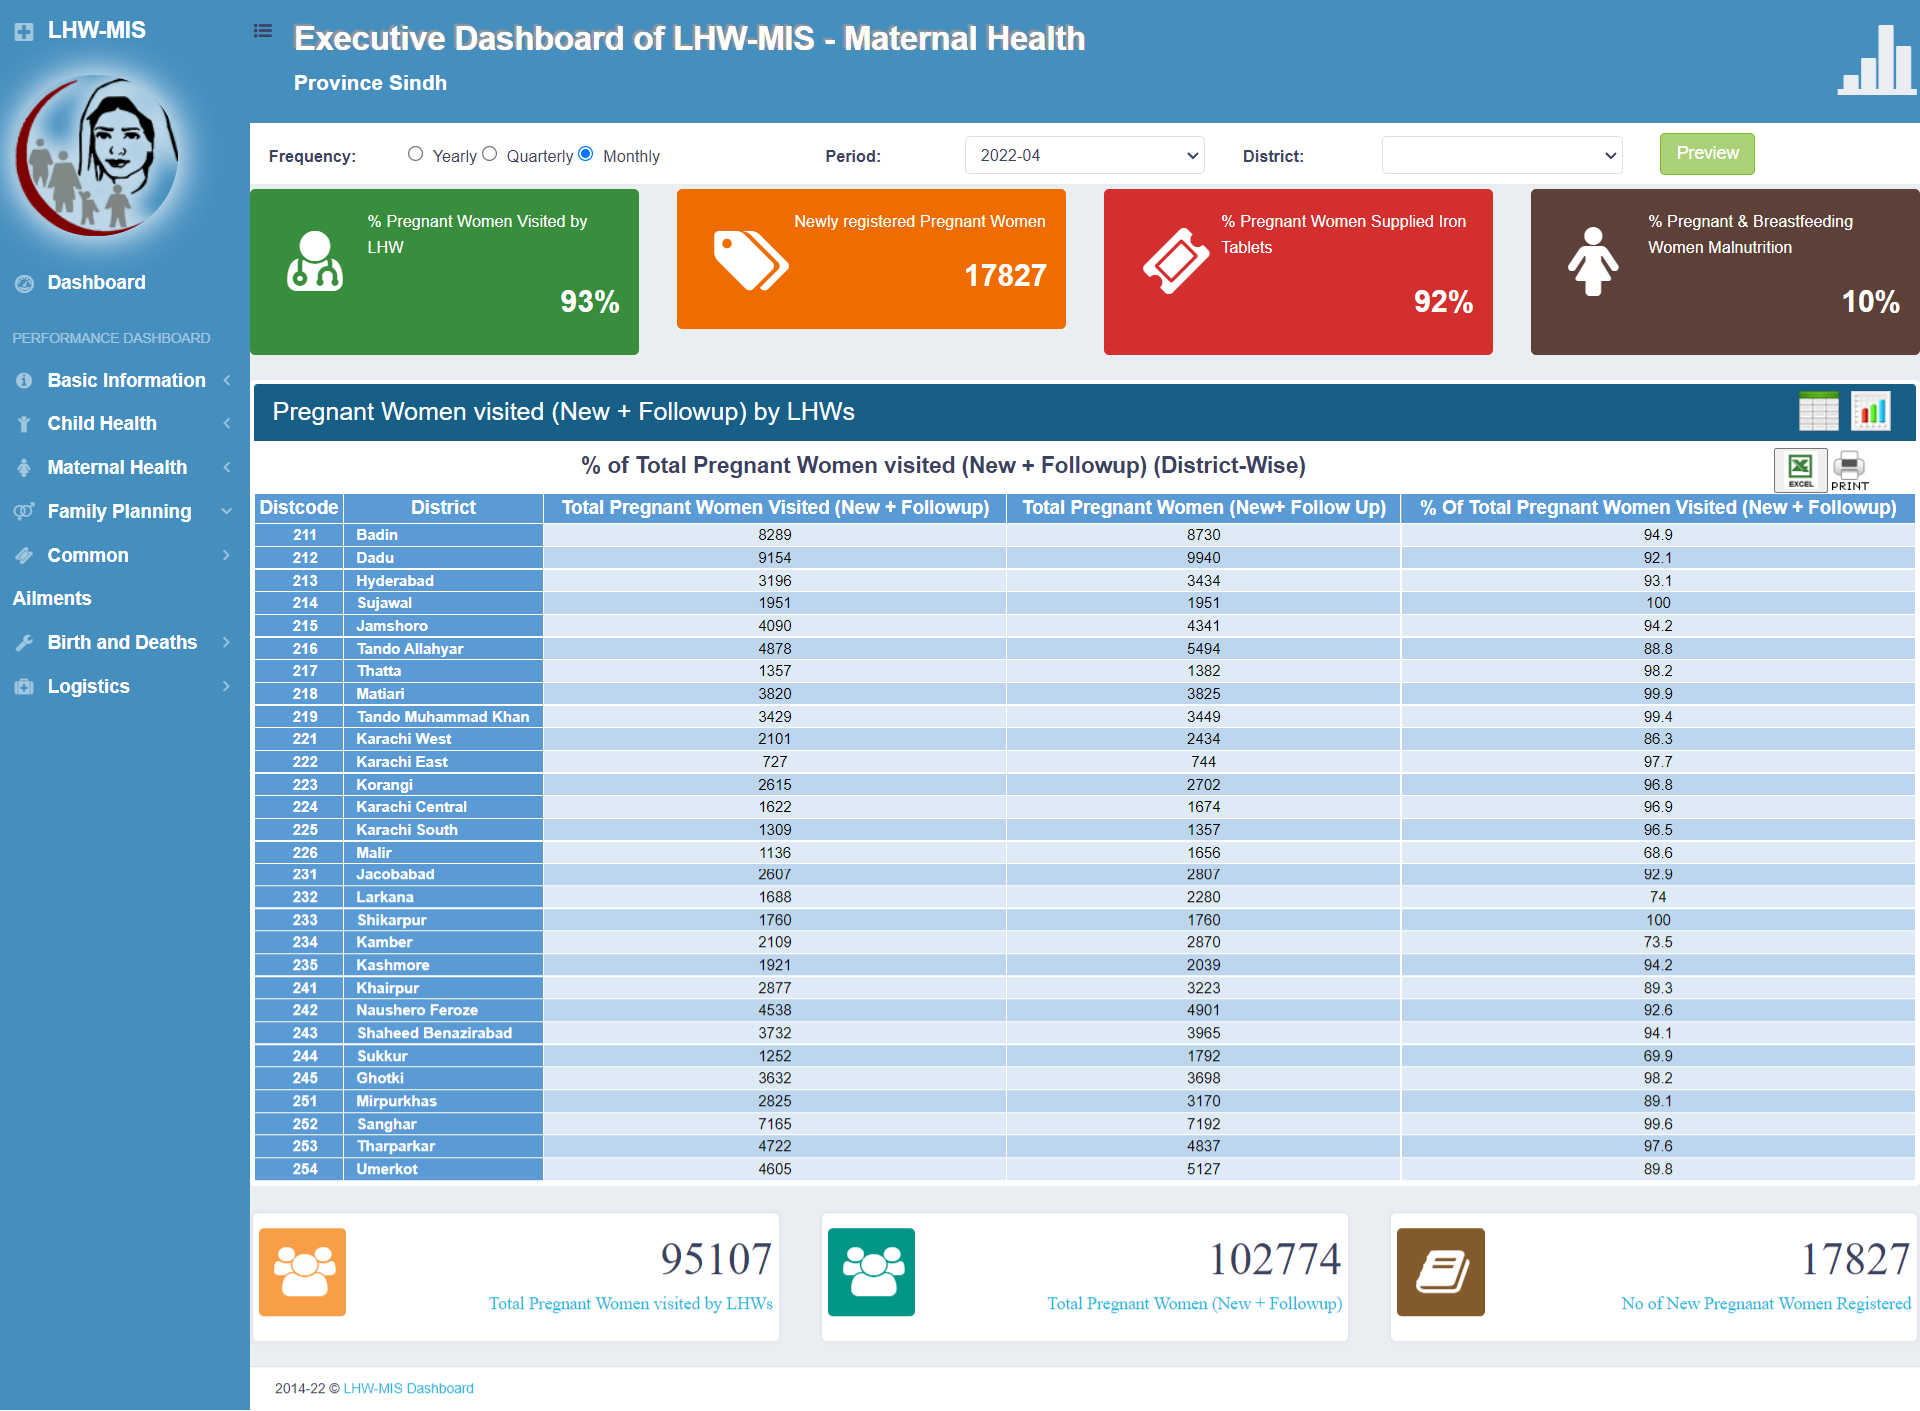 LHW-MIS
Dashboard
PERFORMANCE DASHBOARD
Basic Information
Child Health
Maternal Health
Family Planning
Common
Ailments
Birth and Deaths
Logistics
Executive Dashboard of LHW-MIS - Maternal Health
Province Sindh
Frequency: Yearly Quarterly Monthly Period: 2022-04 District: Preview
% Pregnant Women Visited by
LHW
93%
Newly registered Pregnant Women
17827
% Pregnant Women Supplied Iron
Tablets
92%
% Pregnant & Breastfeeding
Women Malnutrition
10%
Pregnant Women visited (New + Followup) by LHWs
% of Total Pregnant Women visited (New + Followup) (District-Wise)
EXCEL PRINT
Distcode District Total Pregnant Women Visited (New + Followup) Total Pregnant Women (New+ Follow Up) % Of Total Pregnant Women Visited (New + Followup)
211 Badin 8289 8730 94.9
212 Dadu 9154 9940 92.1
213 Hyderabad 3196 3434 93.1
214 Sujawal 1951 1951 100
215 Jamshoro 4090 4341 94.2
216 Tando Allahyar 4878 5494 88.8
217 Thatta 1357 1382 98.2
218 Matiari 3820 3825 99.9
219 Tando Muhammad Khan 3429 3449 99.4
221 Karachi West 2101 2434 86.3
222 Karachi East 727 744 97.7
223 Korangi 2615 2702 96.8
224 Karachi Central 1622 1674 96.9
225 Karachi South 1309 1357 96.5
226 Malir 1136 1656 68.6
231 Jacobabad 2607 2807 92.9
232 Larkana 1688 2280 74
233 Shikarpur 1760 1760 100
234 Kamber 2109 2870 73.5
235 Kashmore 1921 2039 94.2
241 Khairpur 2877 3223 89.3
242 Naushero Feroze 4538 4901 92.6
243 Shaheed Benazirabad 3732 3965 94.1
244 Sukkur 1252 1792 69.9
245 Ghotki 3632 3698 98.2
251 Mirpurkhas 2825 3170 89.1
252 Sanghar 7165 7192 99.6
253 Tharparkar 4722 4837 97.6
254 Umerkot 4605 5127 89.8
95107
Total Pregnant Women visited by LHWs
102774
Total Pregnant Women (New + Followup)
17827
No of New Pregnanat Women Registered
2014-22 © LHW-MIS Dashboard